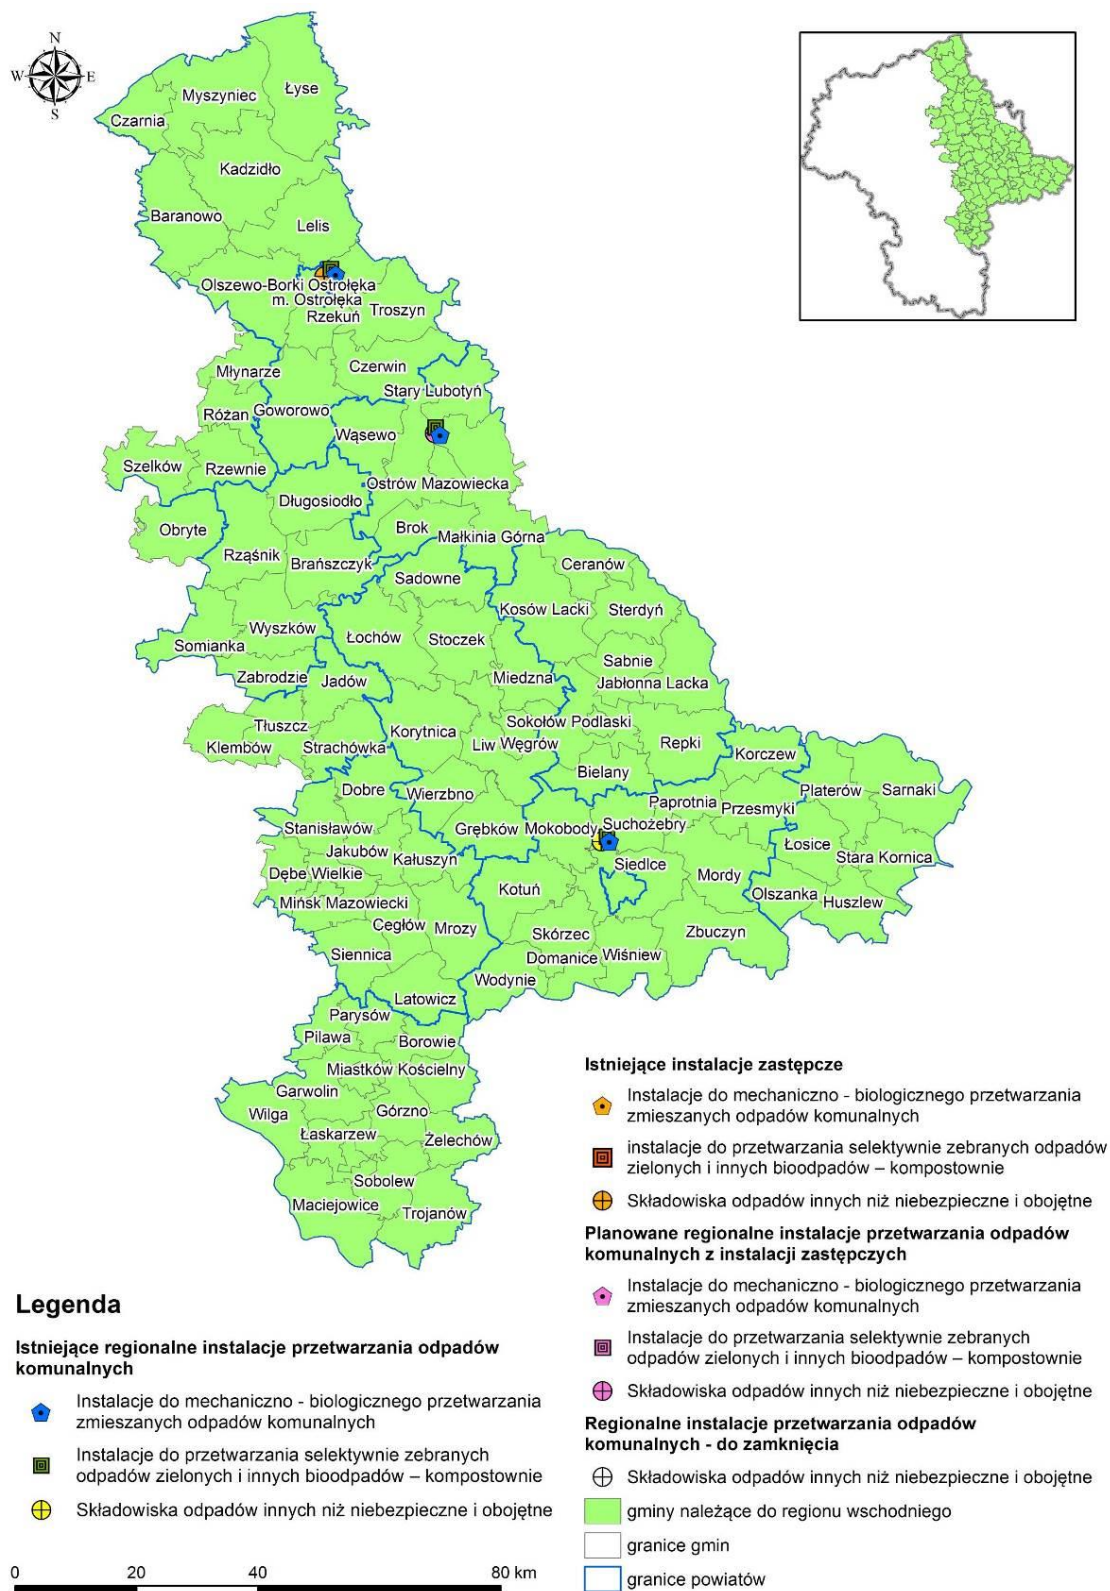 N
W E
S
Łyse
Myszyniec
Czarnia
Kadzidło
Baranowo
Lelis
Olszewo-Borki Ostrołęka
m. Ostrołęka
Rzekuń
Troszyn
Młynarze
Czerwin
Stary Lubotyń
Różan
Goworowo
Wąsewo
Szelków
Rzewnie
Ostrów Mazowiecka
Długosiodło
Obryte
Brok
Małkinia Górna
Rząśnik
Brańszczyk
Ceranów
Sadowne
Kosów Lacki
Sterdyń
Wyszków
Łochów
Stoczek
Somianka
Sabnie
Zabrodzie
Jadów
Miedzna
Jabłonna Lacka
Tłuszcz
Korytnica
Sokołów Podlaski
Klembów
Strachówka
Liw
Węgrów
Repki
Korczew
Bielany
Dobre
Wierzbno
Platerów
Sarnaki
Paprotnia
Przesmyki
Stanisławów
Grębków
Mokobody
Suchożebry
Jakubów
Kałuszyn
Łosice
Stara Kornica
Siedlce
Dębe Wielkie
Kotuń
Mordy
Olszanka
Huszlew
Mińsk Mazowiecki
Cegłów
Mrozy
Skórzec
Zbuczyn
Siennica
Domanice
Wiśniew
Wodynie
Latowicz
Parysów
Pilawa
Borowie
Miastków Kościelny
Garwolin
Wilga
Górzno
Łaskarzew
Żelechów
Sobolew
Maciejowice
Trojanów
Legenda
Istniejące regionalne instalacje przetwarzania odpadów
komunalnych
Instalacje do mechaniczno - biologicznego przetwarzania
zmieszanych odpadów komunalnych
Instalacje do przetwarzania selektywnie zebranych
odpadów zielonych i innych bioodpadów – kompostownie
Składowiska odpadów innych niż niebezpieczne i obojętne
0 20 40 80 km
Istniejące instalacje zastępcze
Instalacje do mechaniczno - biologicznego przetwarzania
zmieszanych odpadów komunalnych
instalacje do przetwarzania selektywnie zebranych odpadów
zielonych i innych bioodpadów – kompostownie
Składowiska odpadów innych niż niebezpieczne i obojętne
Planowane regionalne instalacje przetwarzania odpadów
komunalnych z instalacji zastępczych
Instalacje do mechaniczno - biologicznego przetwarzania
zmieszanych odpadów komunalnych
Instalacje do przetwarzania selektywnie zebranych
odpadów zielonych i innych bioodpadów – kompostownie
Składowiska odpadów innych niż niebezpieczne i obojętne
Regionalne instalacje przetwarzania odpadów
komunalnych - do zamknięcia
Składowiska odpadów innych niż niebezpieczne i obojętne
gminy należące do regionu wschodniego
granice gmin
granice powiatów